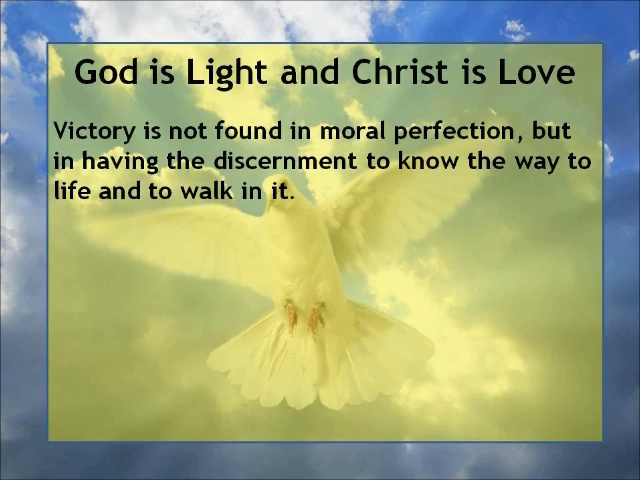 God is Light and Christ is Love
Victory is not found in moral perfection, but
in having the discernment to know the way to
life and to walk in it.